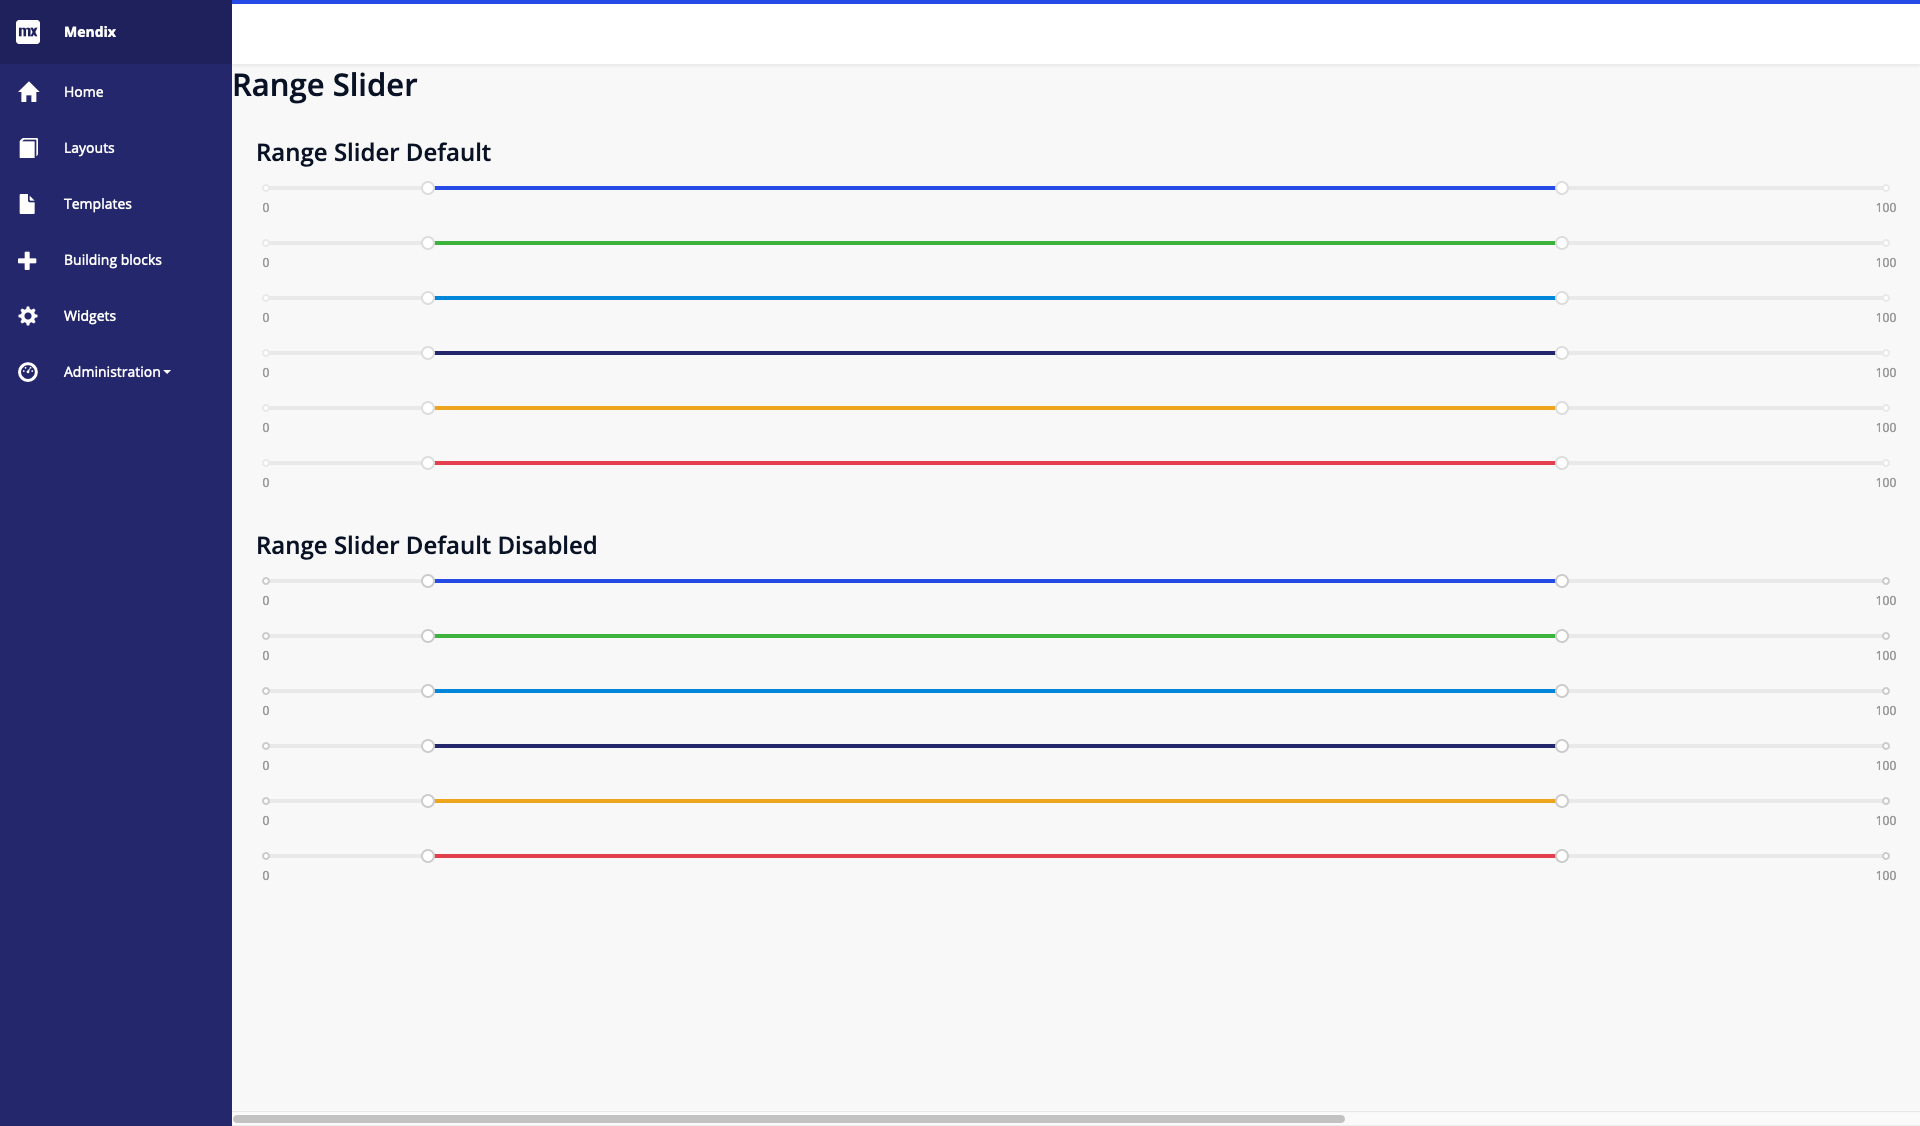 mx Mendix
Home
Layouts
Templates
Building blocks
Widgets
Administration
Range Slider
Range Slider Default
0 100
0 100
0 100
0 100
0 100
0 100
Range Slider Default Disabled
0 100
0 100
0 100
0 100
0 100
0 100